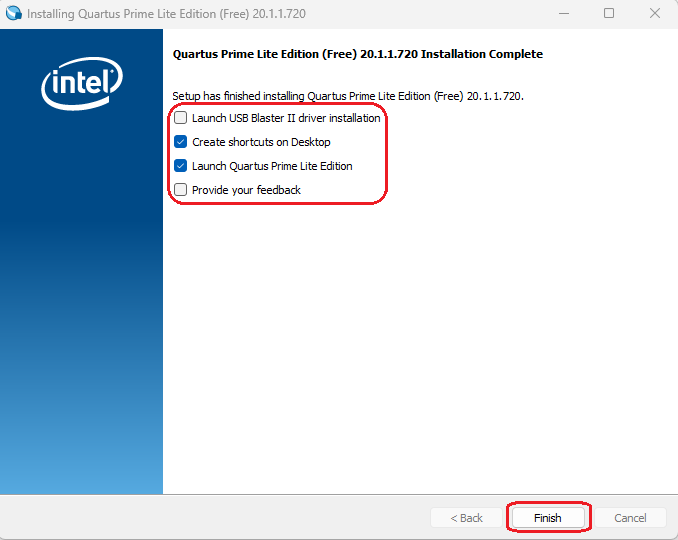 Installing Quartus Prime Lite Edition (Free) 20.1.1.720
intel
Quartus Prime Lite Edition (Free) 20.1.1.720 Installation Complete
Setup has finished installing Quartus Prime Lite Edition (Free) 20.1.1.720.
Launch USB Blaster II driver installation
Create shortcuts on Desktop
Launch Quartus Prime Lite Edition
Provide your feedback
< Back Finish Cancel